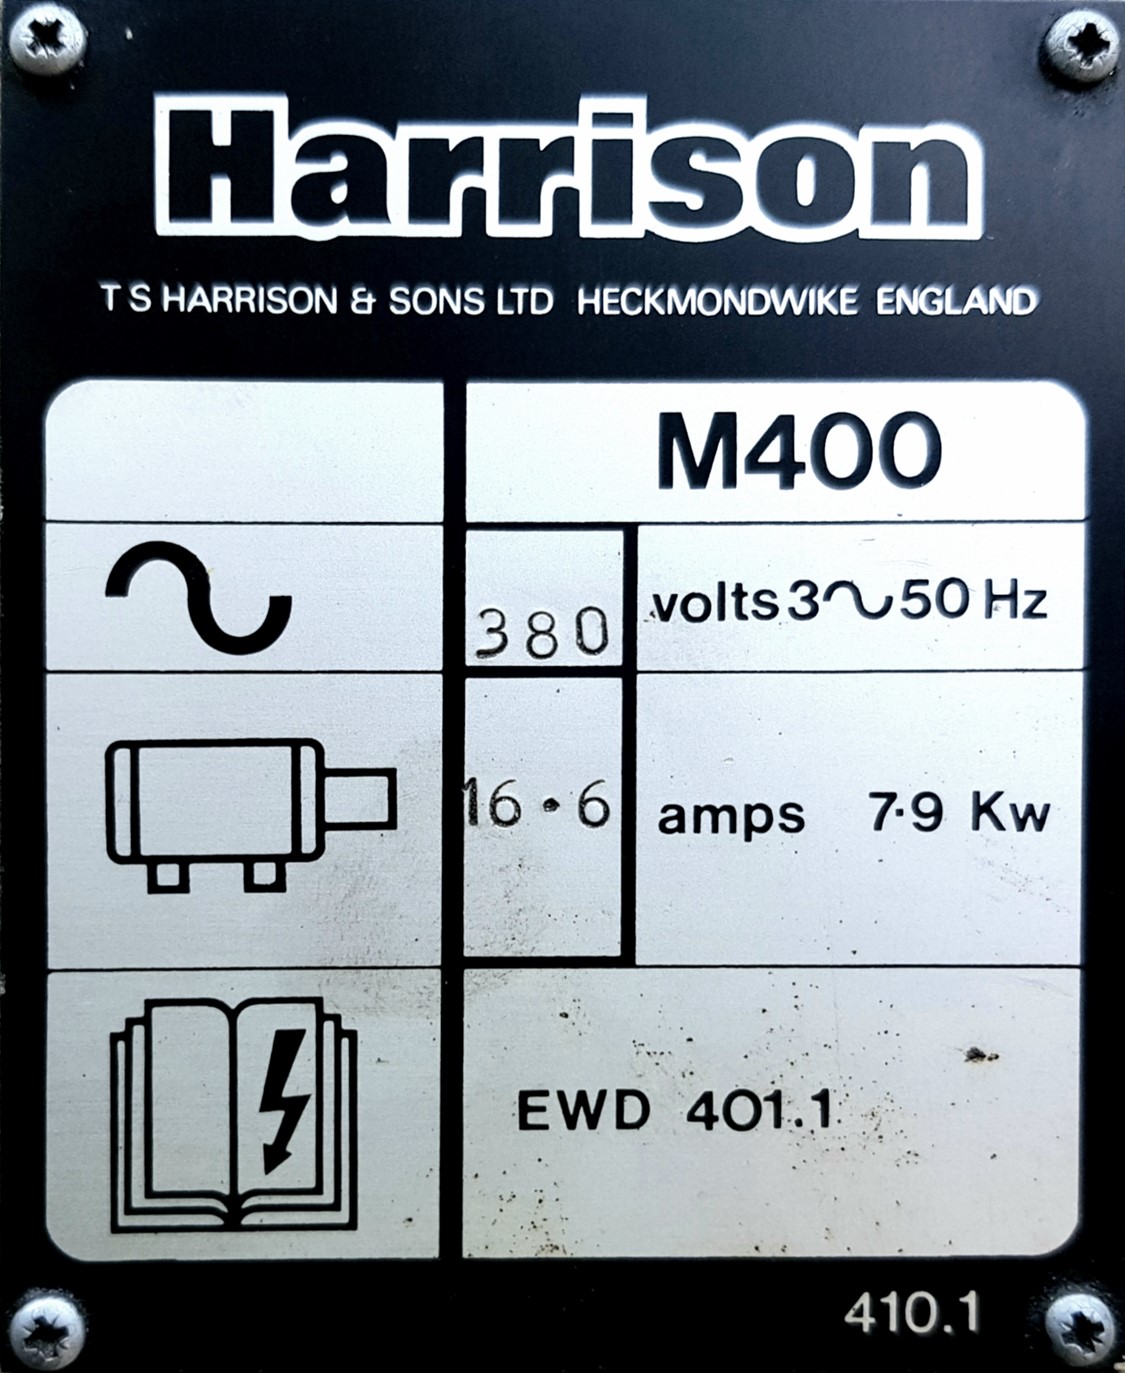 Harrison
T S HARRISON & SONS LTD HECKMONDWIKE ENGLAND
M400
380 volts 3∿50 Hz
16·6 amps 7·9 Kw
EWD 401.1
410.1